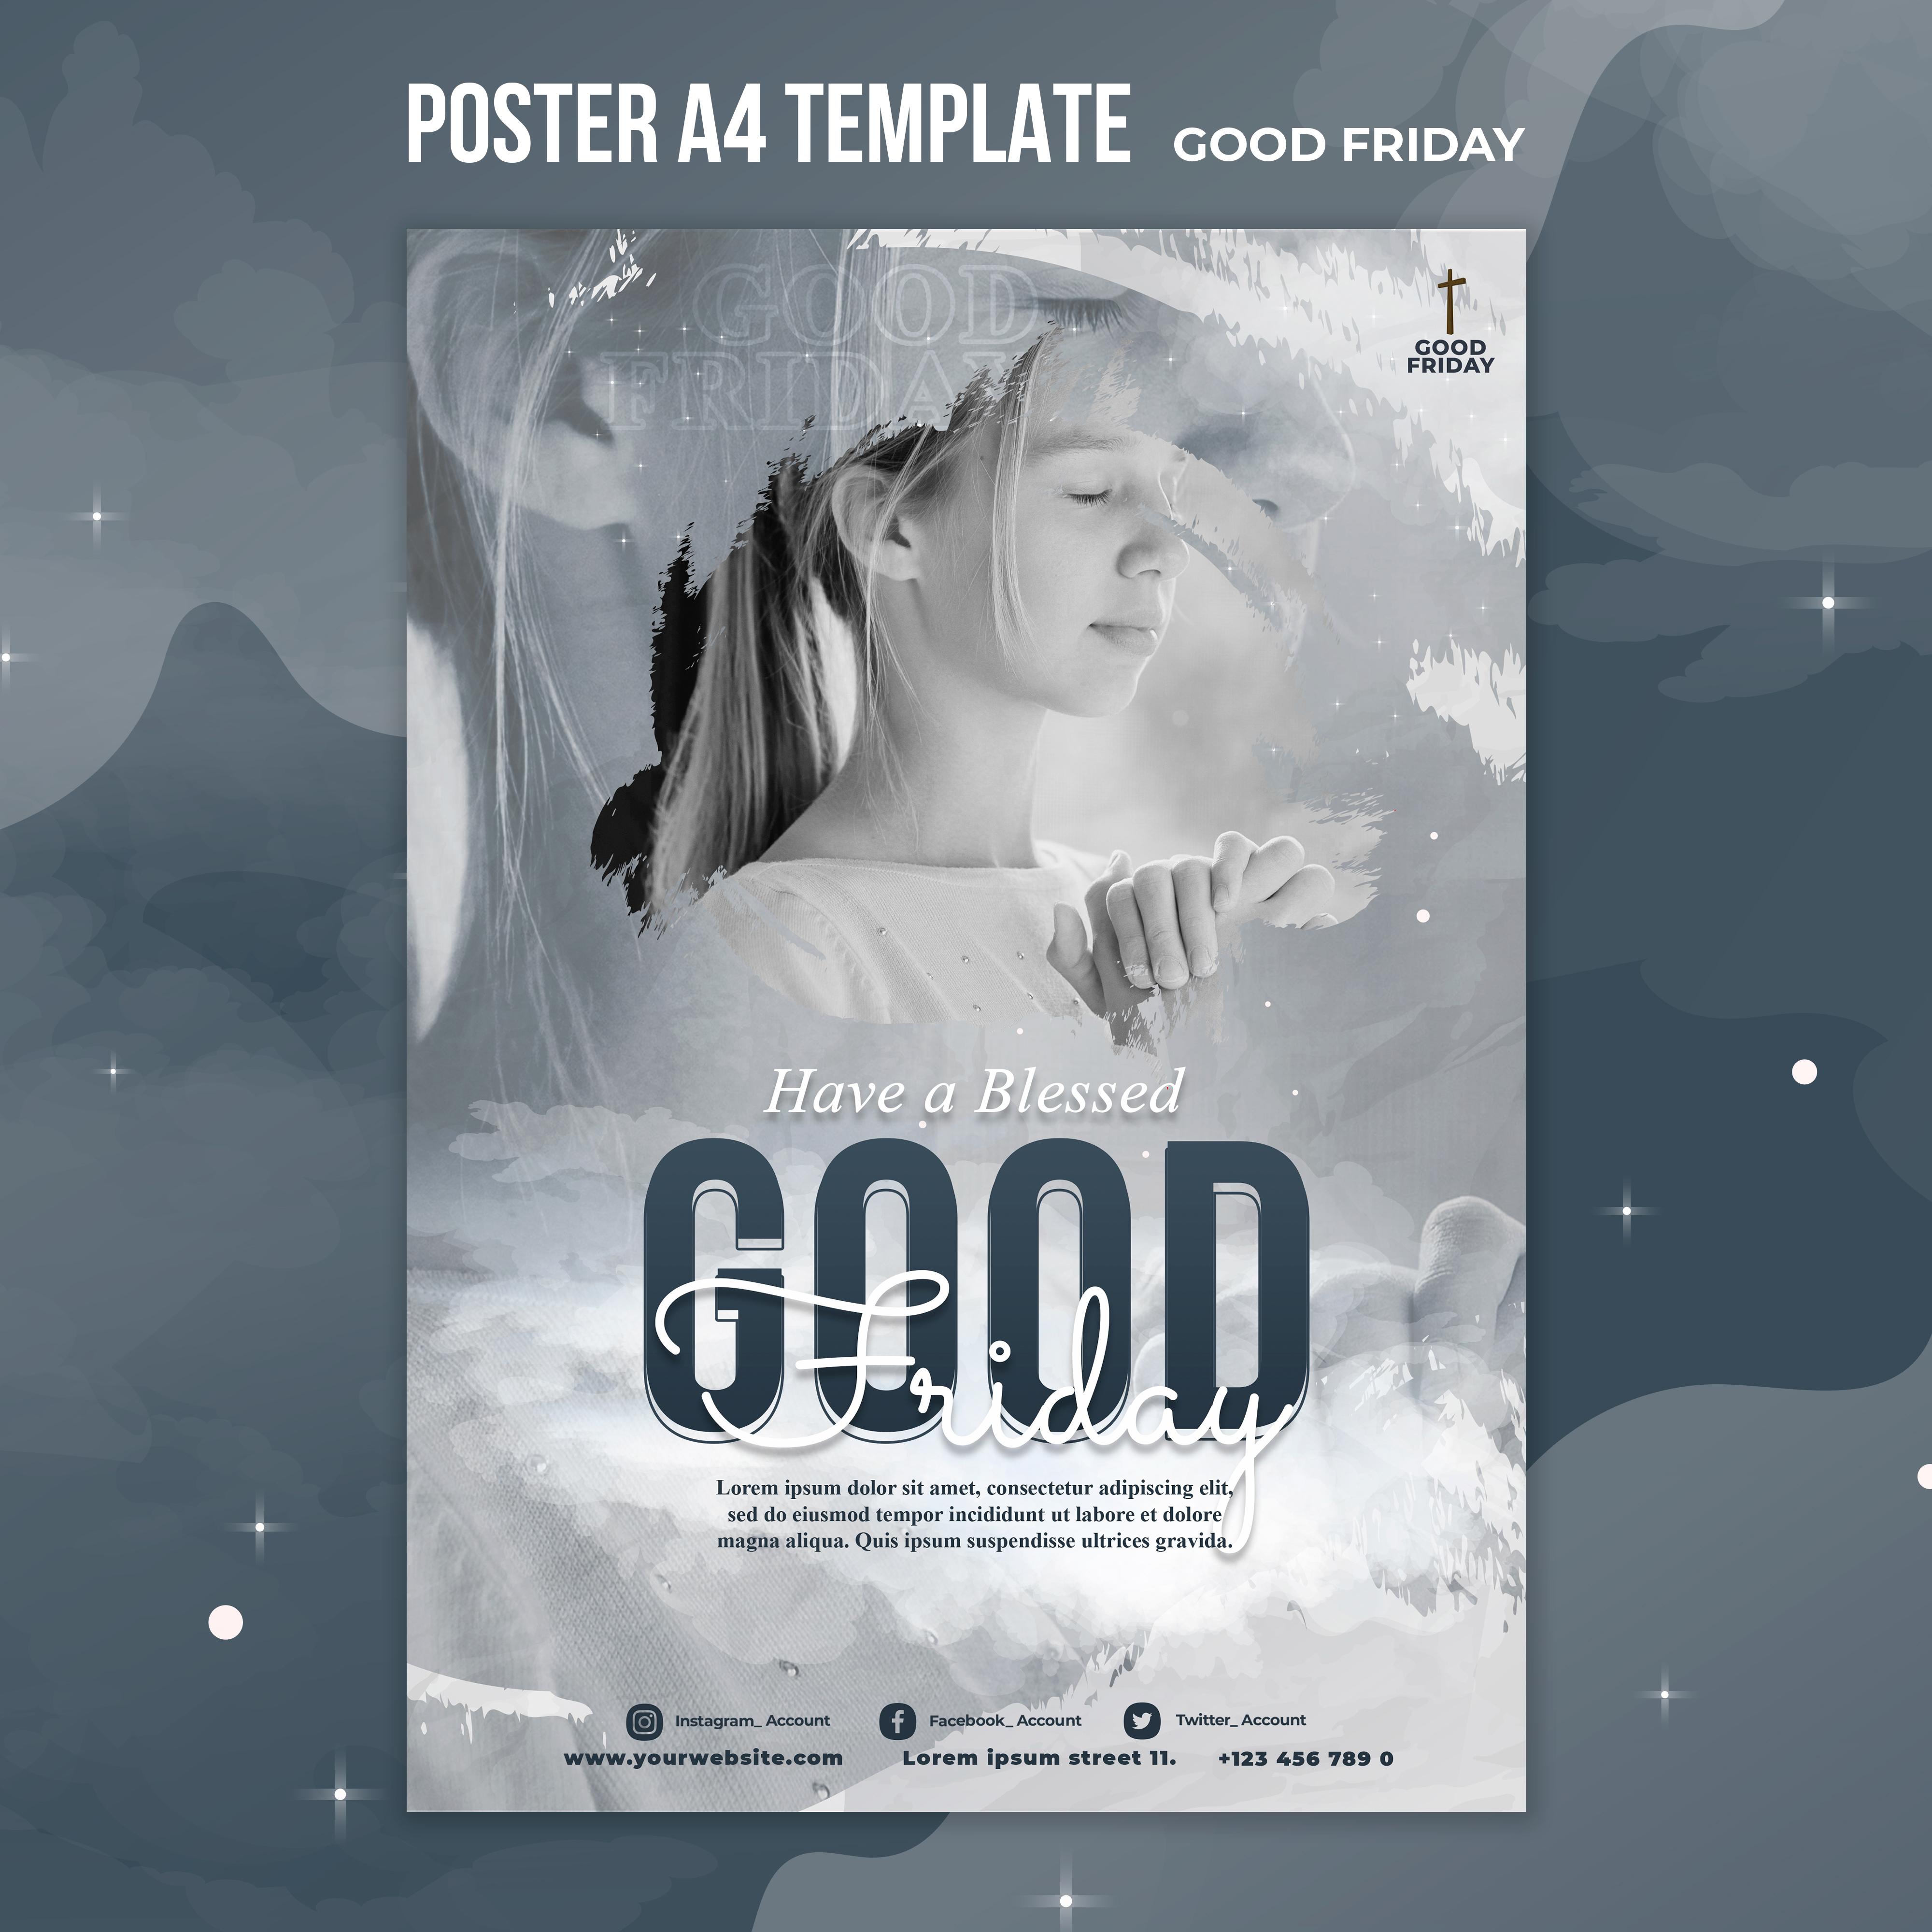 POSTER A4 TEMPLATE GOOD FRIDAY
GOOD
FRIDAY
GOOD
FRIDAY
Have a Blessed
GOOD
Friday
Lorem ipsum dolor sit amet, consectetur adipiscing elit,
sed do eiusmod tempor incididunt ut labore et dolore
magna aliqua. Quis ipsum suspendisse ultrices gravida.
Instagram_ Account Facebook_ Account Twitter_ Account
www.yourwebsite.com Lorem ipsum street 11. +123 456 789 0